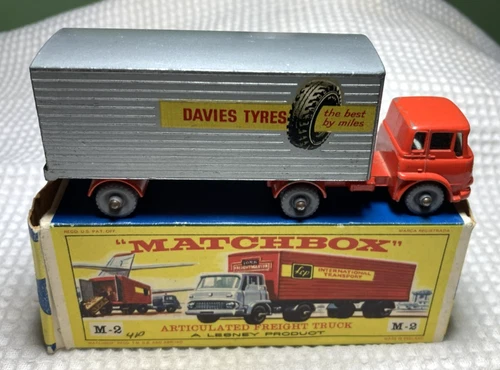 DAVIES TYRES
the best
by miles
"MATCHBOX"
LEP
INTERNATIONAL
TRANSPORT
M-2
M-2
ARTICULATED FREIGHT TRUCK
A LESNEY PRODUCT